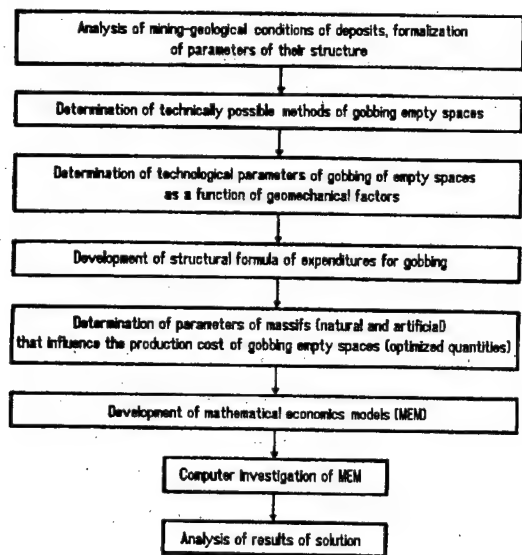 Analysis of mining-geological conditions of deposits, formalization
of parameters of their structure
Determination of technically possible methods of gobbing empty spaces
Determination of technological parameters of gobbing of empty spaces
as a function of geomechanical factors
Development of structural formula of expenditures for gobbing
Determination of parameters of massifs (natural and artificial)
that influence the production cost of gobbing empty spaces (optimized quantities)
Development of mathematical economics models (MEM)
Computer investigation of MEM
Analysis of results of solution